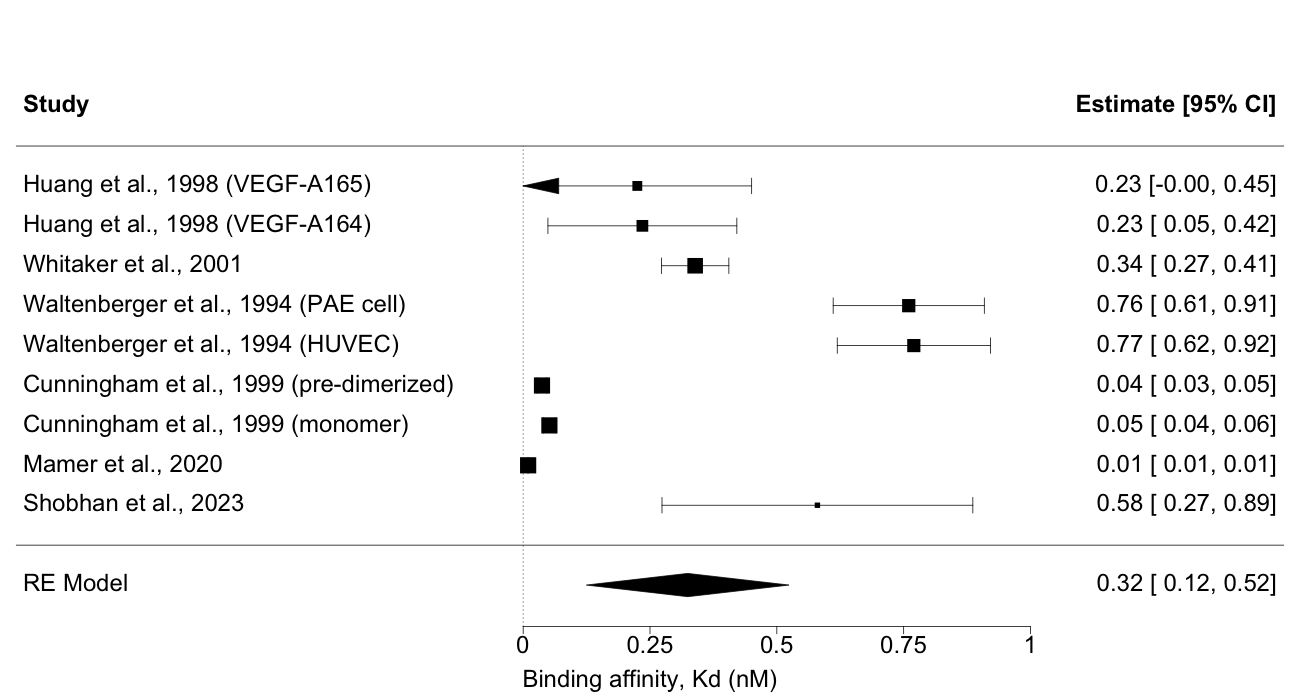 Study Estimate [95% CI]
Huang et al., 1998 (VEGF-A165) 0.23 [-0.00, 0.45]
Huang et al., 1998 (VEGF-A164) 0.23 [ 0.05, 0.42]
Whitaker et al., 2001 0.34 [ 0.27, 0.41]
Waltenberger et al., 1994 (PAE cell) 0.76 [ 0.61, 0.91]
Waltenberger et al., 1994 (HUVEC) 0.77 [ 0.62, 0.92]
Cunningham et al., 1999 (pre-dimerized) 0.04 [ 0.03, 0.05]
Cunningham et al., 1999 (monomer) 0.05 [ 0.04, 0.06]
Mamer et al., 2020 0.01 [ 0.01, 0.01]
Shobhan et al., 2023 0.58 [ 0.27, 0.89]
RE Model 0.32 [ 0.12, 0.52]
0 0.25 0.5 0.75 1
Binding affinity, Kd (nM)